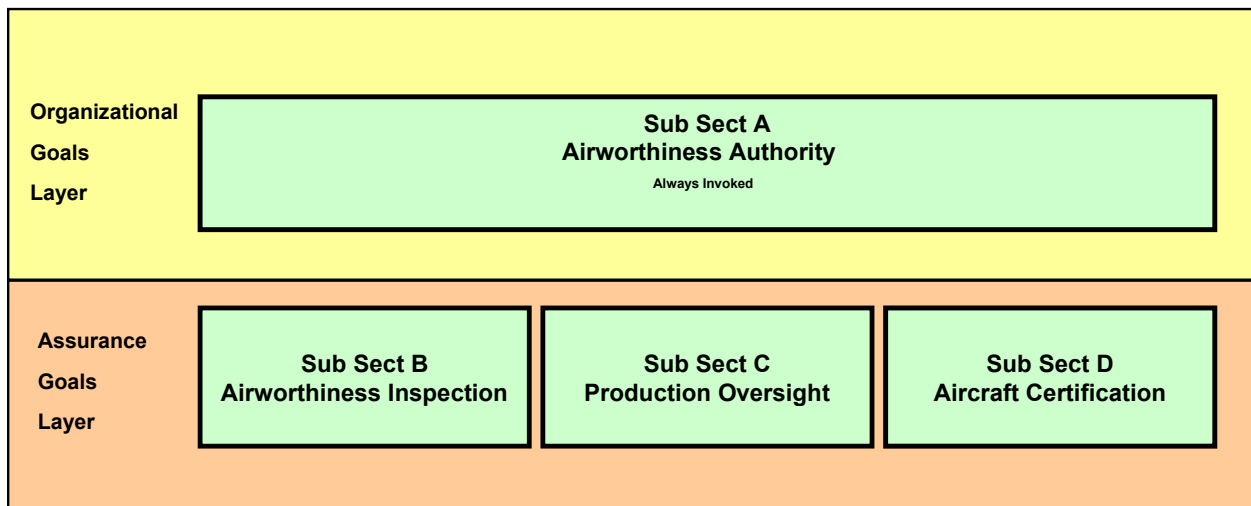 Organizational
Goals
Layer
Sub Sect A
Airworthiness Authority
Always Invoked
Assurance
Goals
Layer
Sub Sect B
Airworthiness Inspection
Sub Sect C
Production Oversight
Sub Sect D
Aircraft Certification